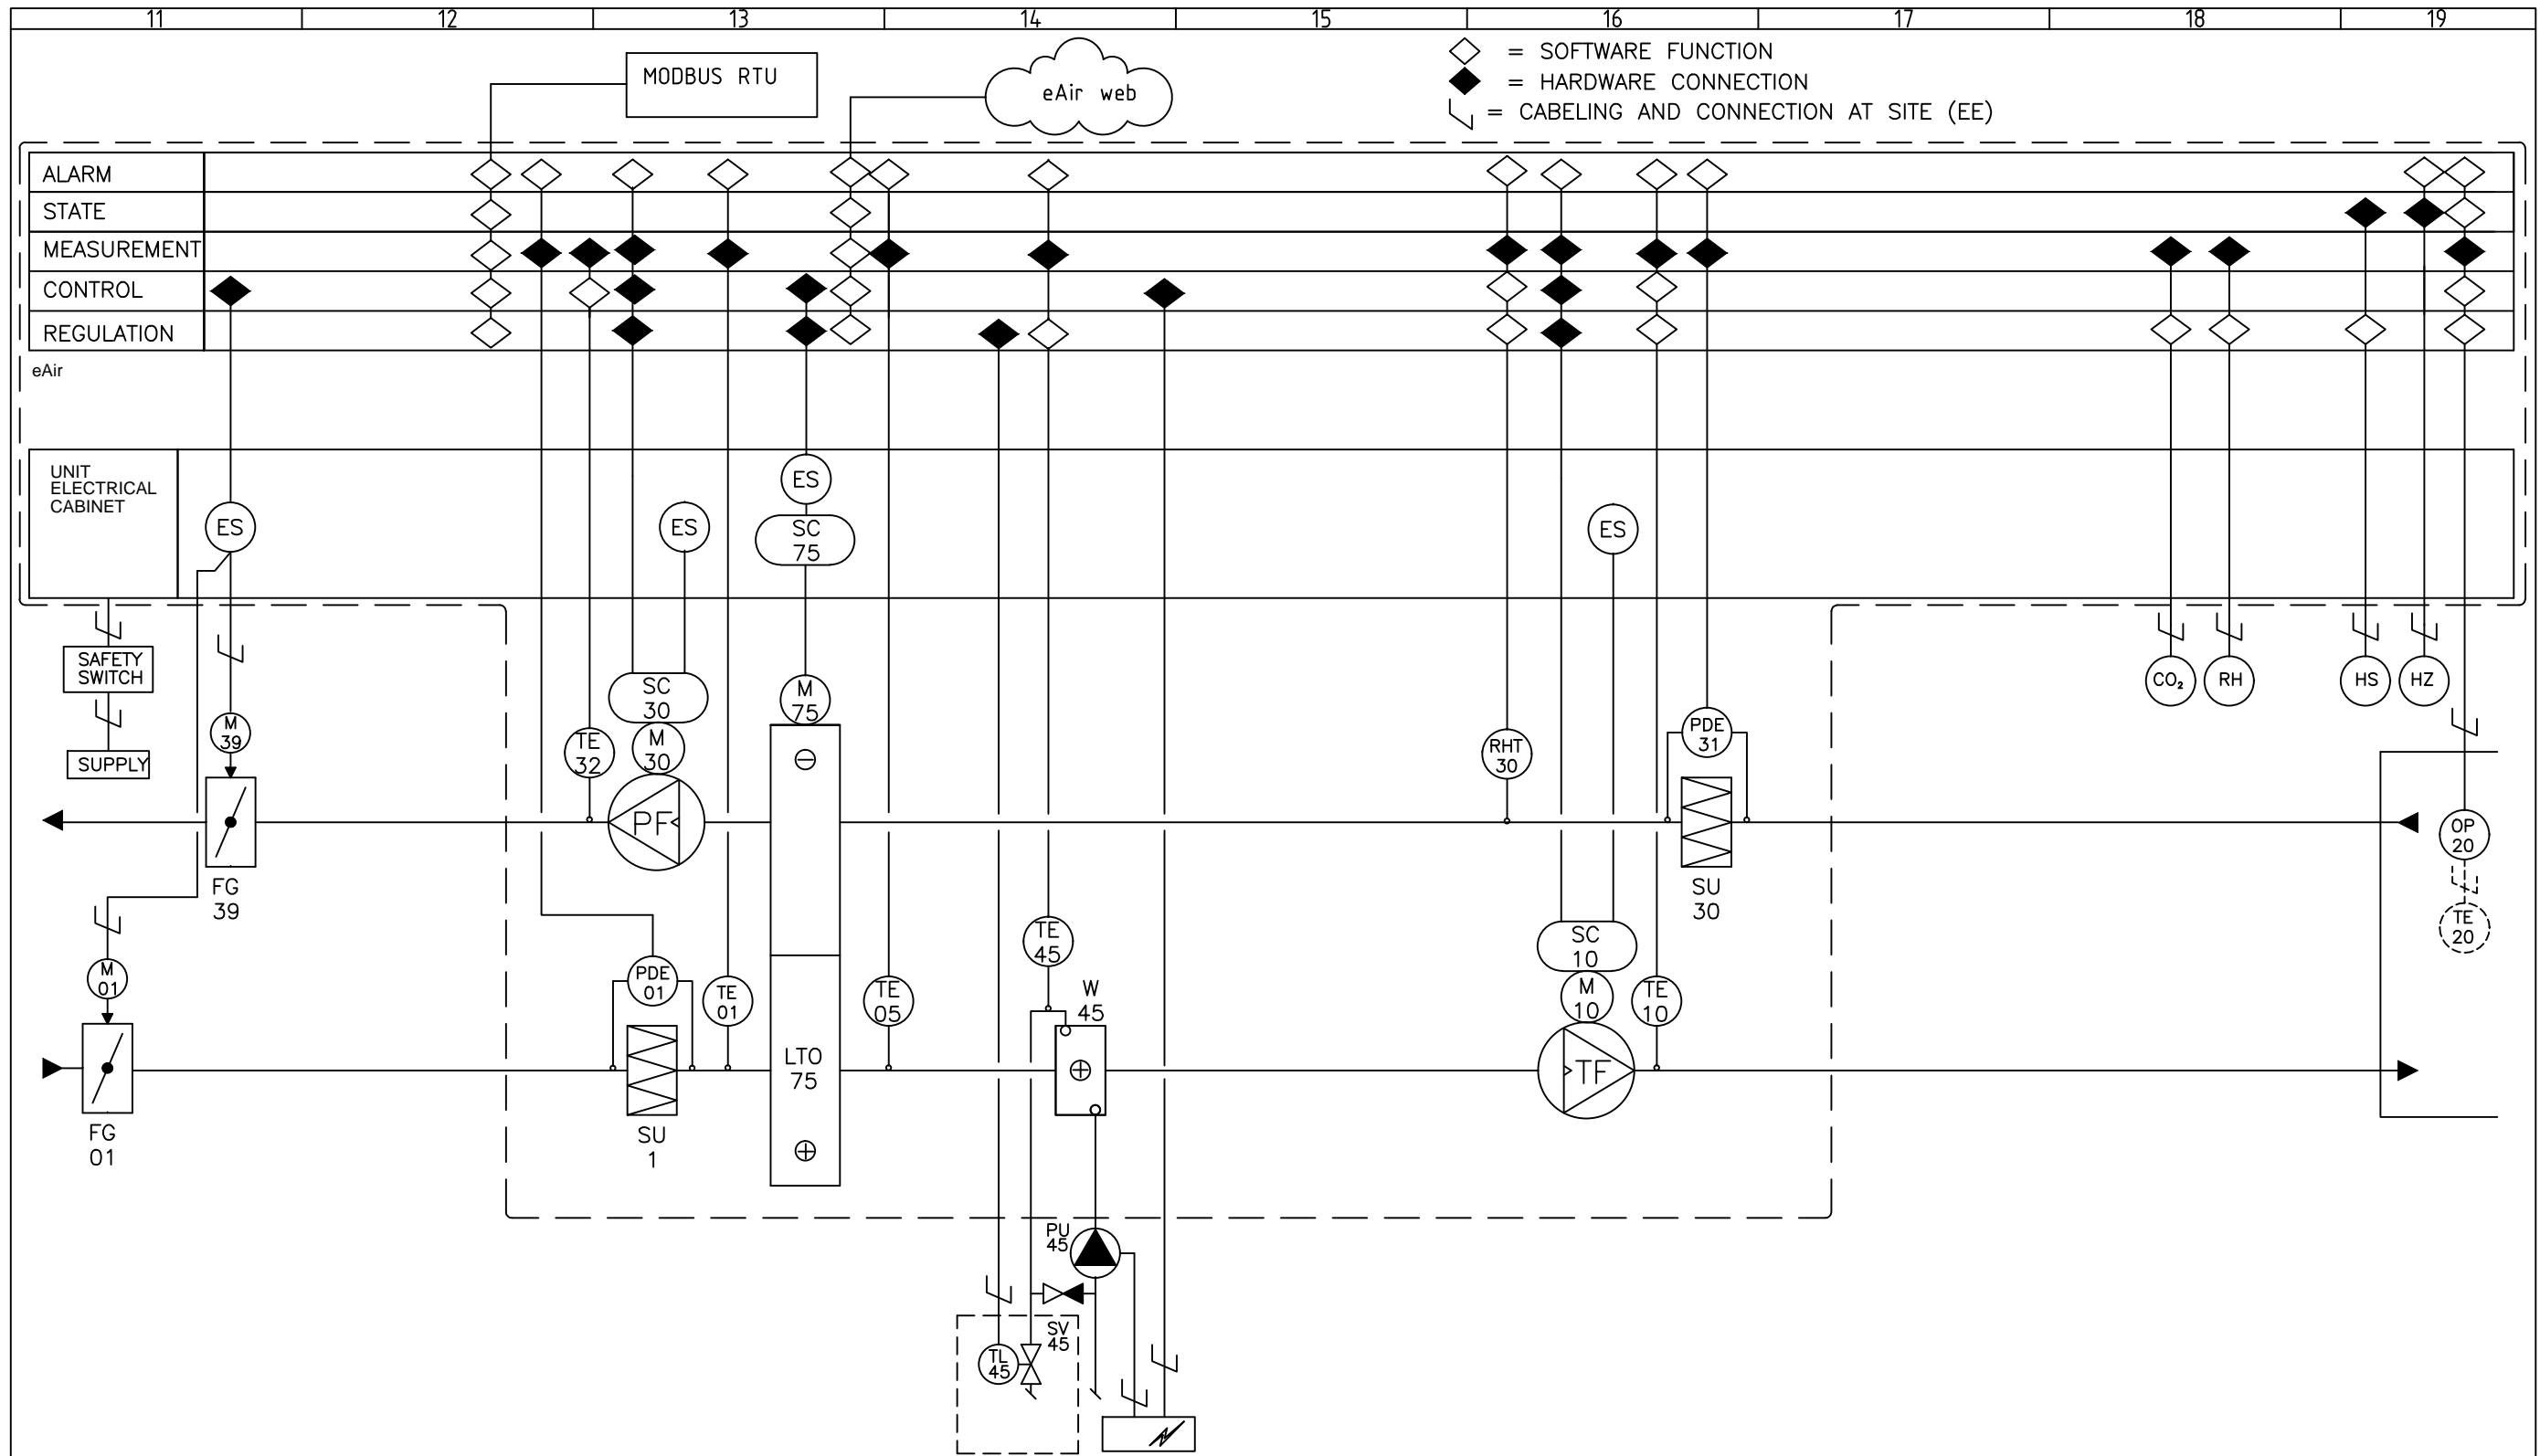 11 12 13 14 15 16 17 18 19
MODBUS RTU
eAir web
= SOFTWARE FUNCTION
= HARDWARE CONNECTION
= CABELING AND CONNECTION AT SITE (EE)
ALARM
STATE
MEASUREMENT
CONTROL
REGULATION
eAir
UNIT
ELECTRICAL
CABINET
ES
ES
ES
SC
75
ES
SAFETY
SWITCH
SUPPLY
M
39
TE
32
SC
30
M
30
M
75
RHT
30
PDE
31
CO₂
RH
HS
HZ
PF
FG
39
SU
30
OP
20
TE
20
M
01
PDE
01
TE
01
TE
05
TE
45
W
45
SC
10
M
10
TE
10
LTO
75
TF
FG
01
SU
1
PU
45
SV
45
TL
45